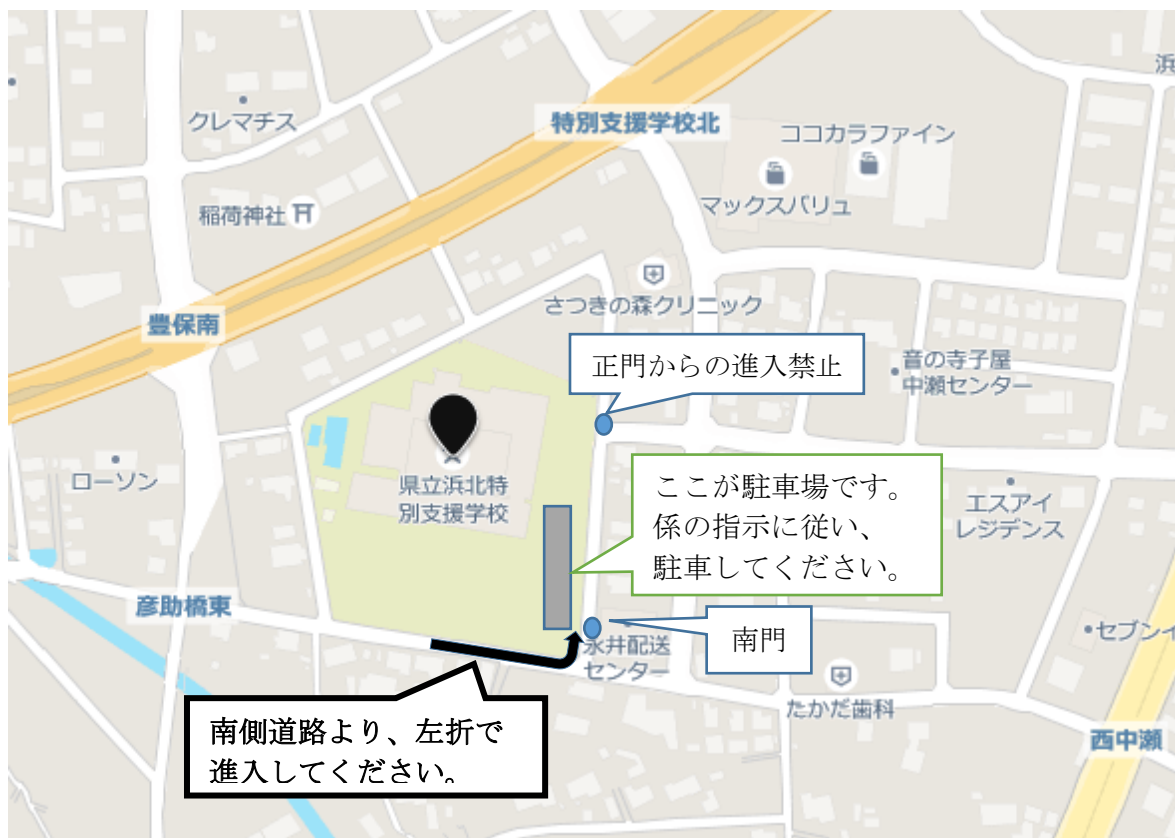 浜
クレマチス
特別支援学校北
ココカラファイン
マックスバリュ
稲荷神社
さつきの森クリニック
豊保南
正門からの進入禁止
音の寺子屋
中瀬センター
ローソン
県立浜北特
別支援学校
ここが駐車場です。
係の指示に従い、
駐車してください。
エスアイ
レジデンス
彦助橋東
南門
永井配送
センター
セブンイ
たかだ歯科
南側道路より、左折で
進入してください。
西中瀬